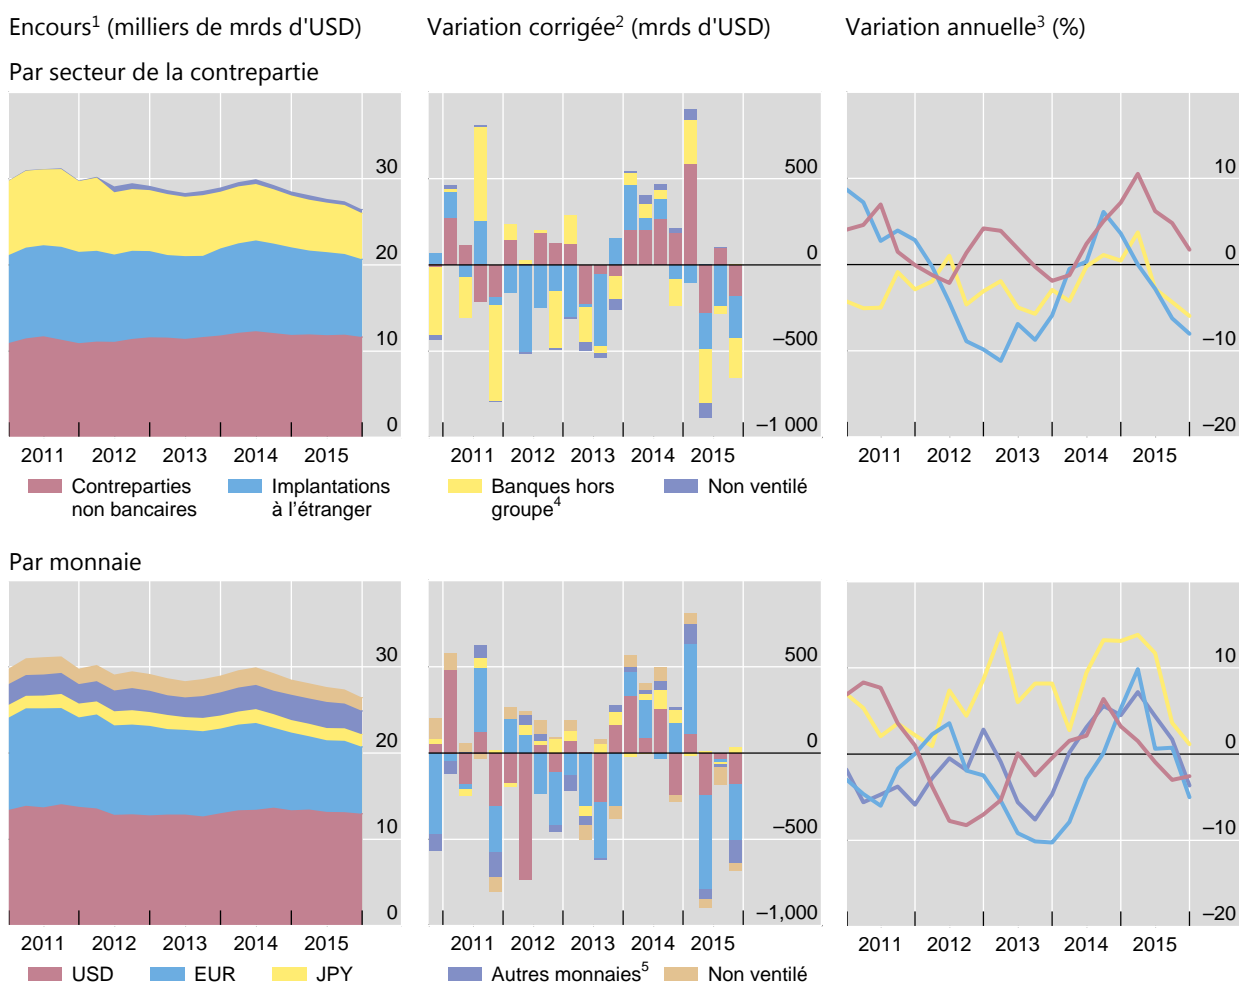 Encours1 (milliers de mrds d'USD)
Variation corrigée2 (mrds d'USD)
Variation annuelle3 (%)
Par secteur de la contrepartie
30
20
10
0
2011 2012 2013 2014 2015
500
0
–500
–1 000
2011 2012 2013 2014 2015
10
0
–10
–20
2011 2012 2013 2014 2015
Contreparties
non bancaires
Implantations
à l'étranger
Banques hors
groupe4
Non ventilé
Par monnaie
30
20
10
0
2011 2012 2013 2014 2015
500
0
–500
–1,000
2011 2012 2013 2014 2015
10
0
–10
–20
2011 2012 2013 2014 2015
USD
EUR
JPY
Autres monnaies5
Non ventilé